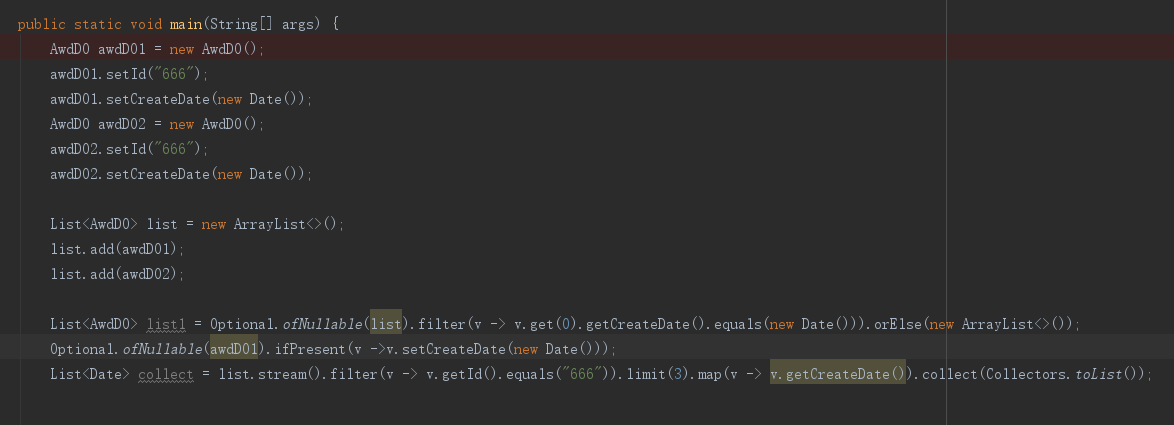 public static void main(String[] args) {
AwdDO awdDO1 = new AwdDO();
awdDO1.setId("666");
awdDO1.setCreateDate(new Date());
AwdDO awdDO2 = new AwdDO();
awdDO2.setId("666");
awdDO2.setCreateDate(new Date());
List<AwdDO> list = new ArrayList<>();
list.add(awdDO1);
list.add(awdDO2);
List<AwdDO> list1 = Optional.ofNullable(list).filter(v -> v.get(0).getCreateDate().equals(new Date())).orElse(new ArrayList<>());
Optional.ofNullable(awdDO1).ifPresent(v ->v.setCreateDate(new Date()));
List<Date> collect = list.stream().filter(v -> v.getId().equals("666")).limit(3).map(v -> v.getCreateDate()).collect(Collectors.toList());